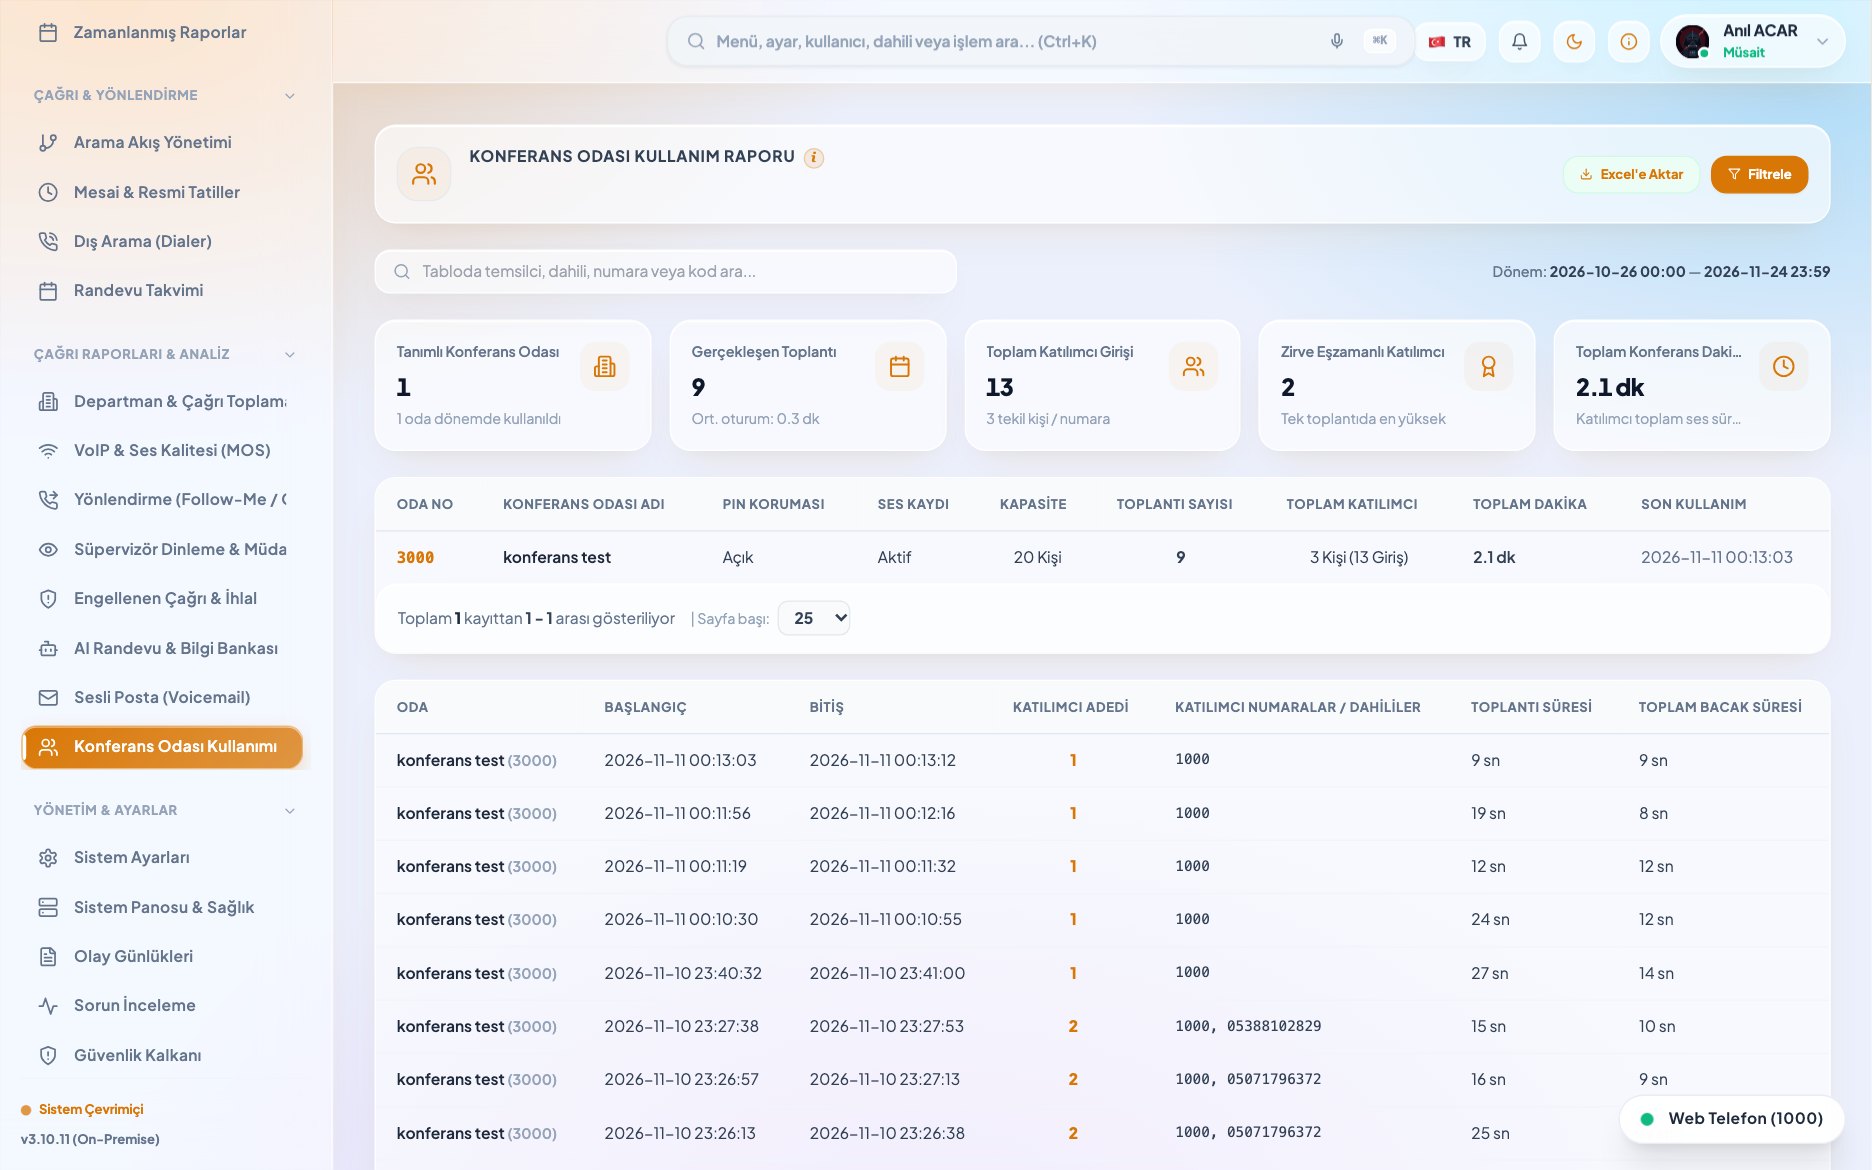 Zamanlanmış Raporlar
ÇAĞRI & YÖNLENDİRME
Arama Akış Yönetimi
Mesai & Resmi Tatiller
Dış Arama (Dialer)
Randevu Takvimi
ÇAĞRI RAPORLARI & ANALİZ
Departman & Çağrı Toplama
VoIP & Ses Kalitesi (MOS)
Yönlendirme (Follow-Me / C
Süpervizör Dinleme & Müda
Engellenen Çağrı & İhlal
AI Randevu & Bilgi Bankası
Sesli Posta (Voicemail)
Konferans Odası Kullanımı
YÖNETİM & AYARLAR
Sistem Ayarları
Sistem Panosu & Sağlık
Olay Günlükleri
Sorun İnceleme
Güvenlik Kalkanı
Sistem Çevrimiçi
v3.10.11 (On-Premise)
Menü, ayar, kullanıcı, dahili veya işlem ara... (Ctrl+K)
⌘K
TR
Anıl ACAR
Müsait
KONFERANS ODASI KULLANIM RAPORU i
Excel'e Aktar
Filtrele
Tabloda temsilci, dahili, numara veya kod ara...
Dönem: 2026-10-26 00:00 — 2026-11-24 23:59
Tanımlı Konferans Odası
1
1 oda dönemde kullanıldı
Gerçekleşen Toplantı
9
Ort. oturum: 0.3 dk
Toplam Katılımcı Girişi
13
3 tekil kişi / numara
Zirve Eşzamanlı Katılımcı
2
Tek toplantıda en yüksek
Toplam Konferans Daki...
2.1 dk
Katılımcı toplam ses sür...
ODA NO KONFERANS ODASI ADI PIN KORUMASI SES KAYDI KAPASİTE TOPLANTI SAYISI TOPLAM KATILIMCI TOPLAM DAKİKA SON KULLANIM
3000 konferans test Açık Aktif 20 Kişi 9 3 Kişi (13 Giriş) 2.1 dk 2026-11-11 00:13:03
Toplam 1 kayıttan 1 - 1 arası gösteriliyor | Sayfa başı: 25
ODA BAŞLANGIÇ BİTİŞ KATILIMCI ADEDİ KATILIMCI NUMARALAR / DAHİLİLER TOPLANTI SÜRESİ TOPLAM BACAK SÜRESİ
konferans test (3000) 2026-11-11 00:13:03 2026-11-11 00:13:12 1 1000 9 sn 9 sn
konferans test (3000) 2026-11-11 00:11:56 2026-11-11 00:12:16 1 1000 19 sn 8 sn
konferans test (3000) 2026-11-11 00:11:19 2026-11-11 00:11:32 1 1000 12 sn 12 sn
konferans test (3000) 2026-11-11 00:10:30 2026-11-11 00:10:55 1 1000 24 sn 12 sn
konferans test (3000) 2026-11-10 23:40:32 2026-11-10 23:41:00 1 1000 27 sn 14 sn
konferans test (3000) 2026-11-10 23:27:38 2026-11-10 23:27:53 2 1000, 05388102829 15 sn 10 sn
konferans test (3000) 2026-11-10 23:26:57 2026-11-10 23:27:13 2 1000, 05071796372 16 sn 9 sn
konferans test (3000) 2026-11-10 23:26:13 2026-11-10 23:26:38 2 1000, 05071796372 25 sn
Web Telefon (1000)